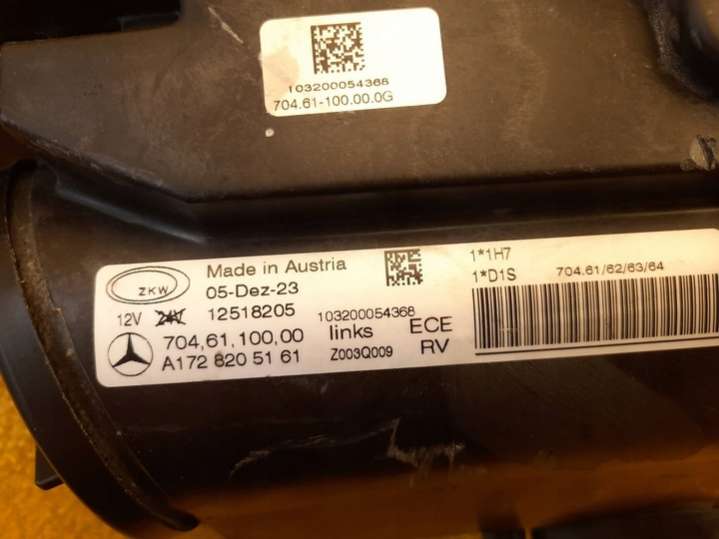 103200054368
704.61-100.00.0G
ZKW
Made in Austria
05-Dez-23
12V 24V 12518205
704,61,100,00
A172 820 51 61
103200054368
links ECE
Z003Q009 RV
1*1H7
1*D1S 704.61/62/63/64